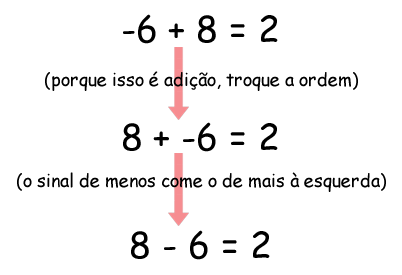 -6 + 8 = 2
(porque isso é adição, troque a ordem)
8 + -6 = 2
(o sinal de menos come o de mais à esquerda)
8 - 6 = 2